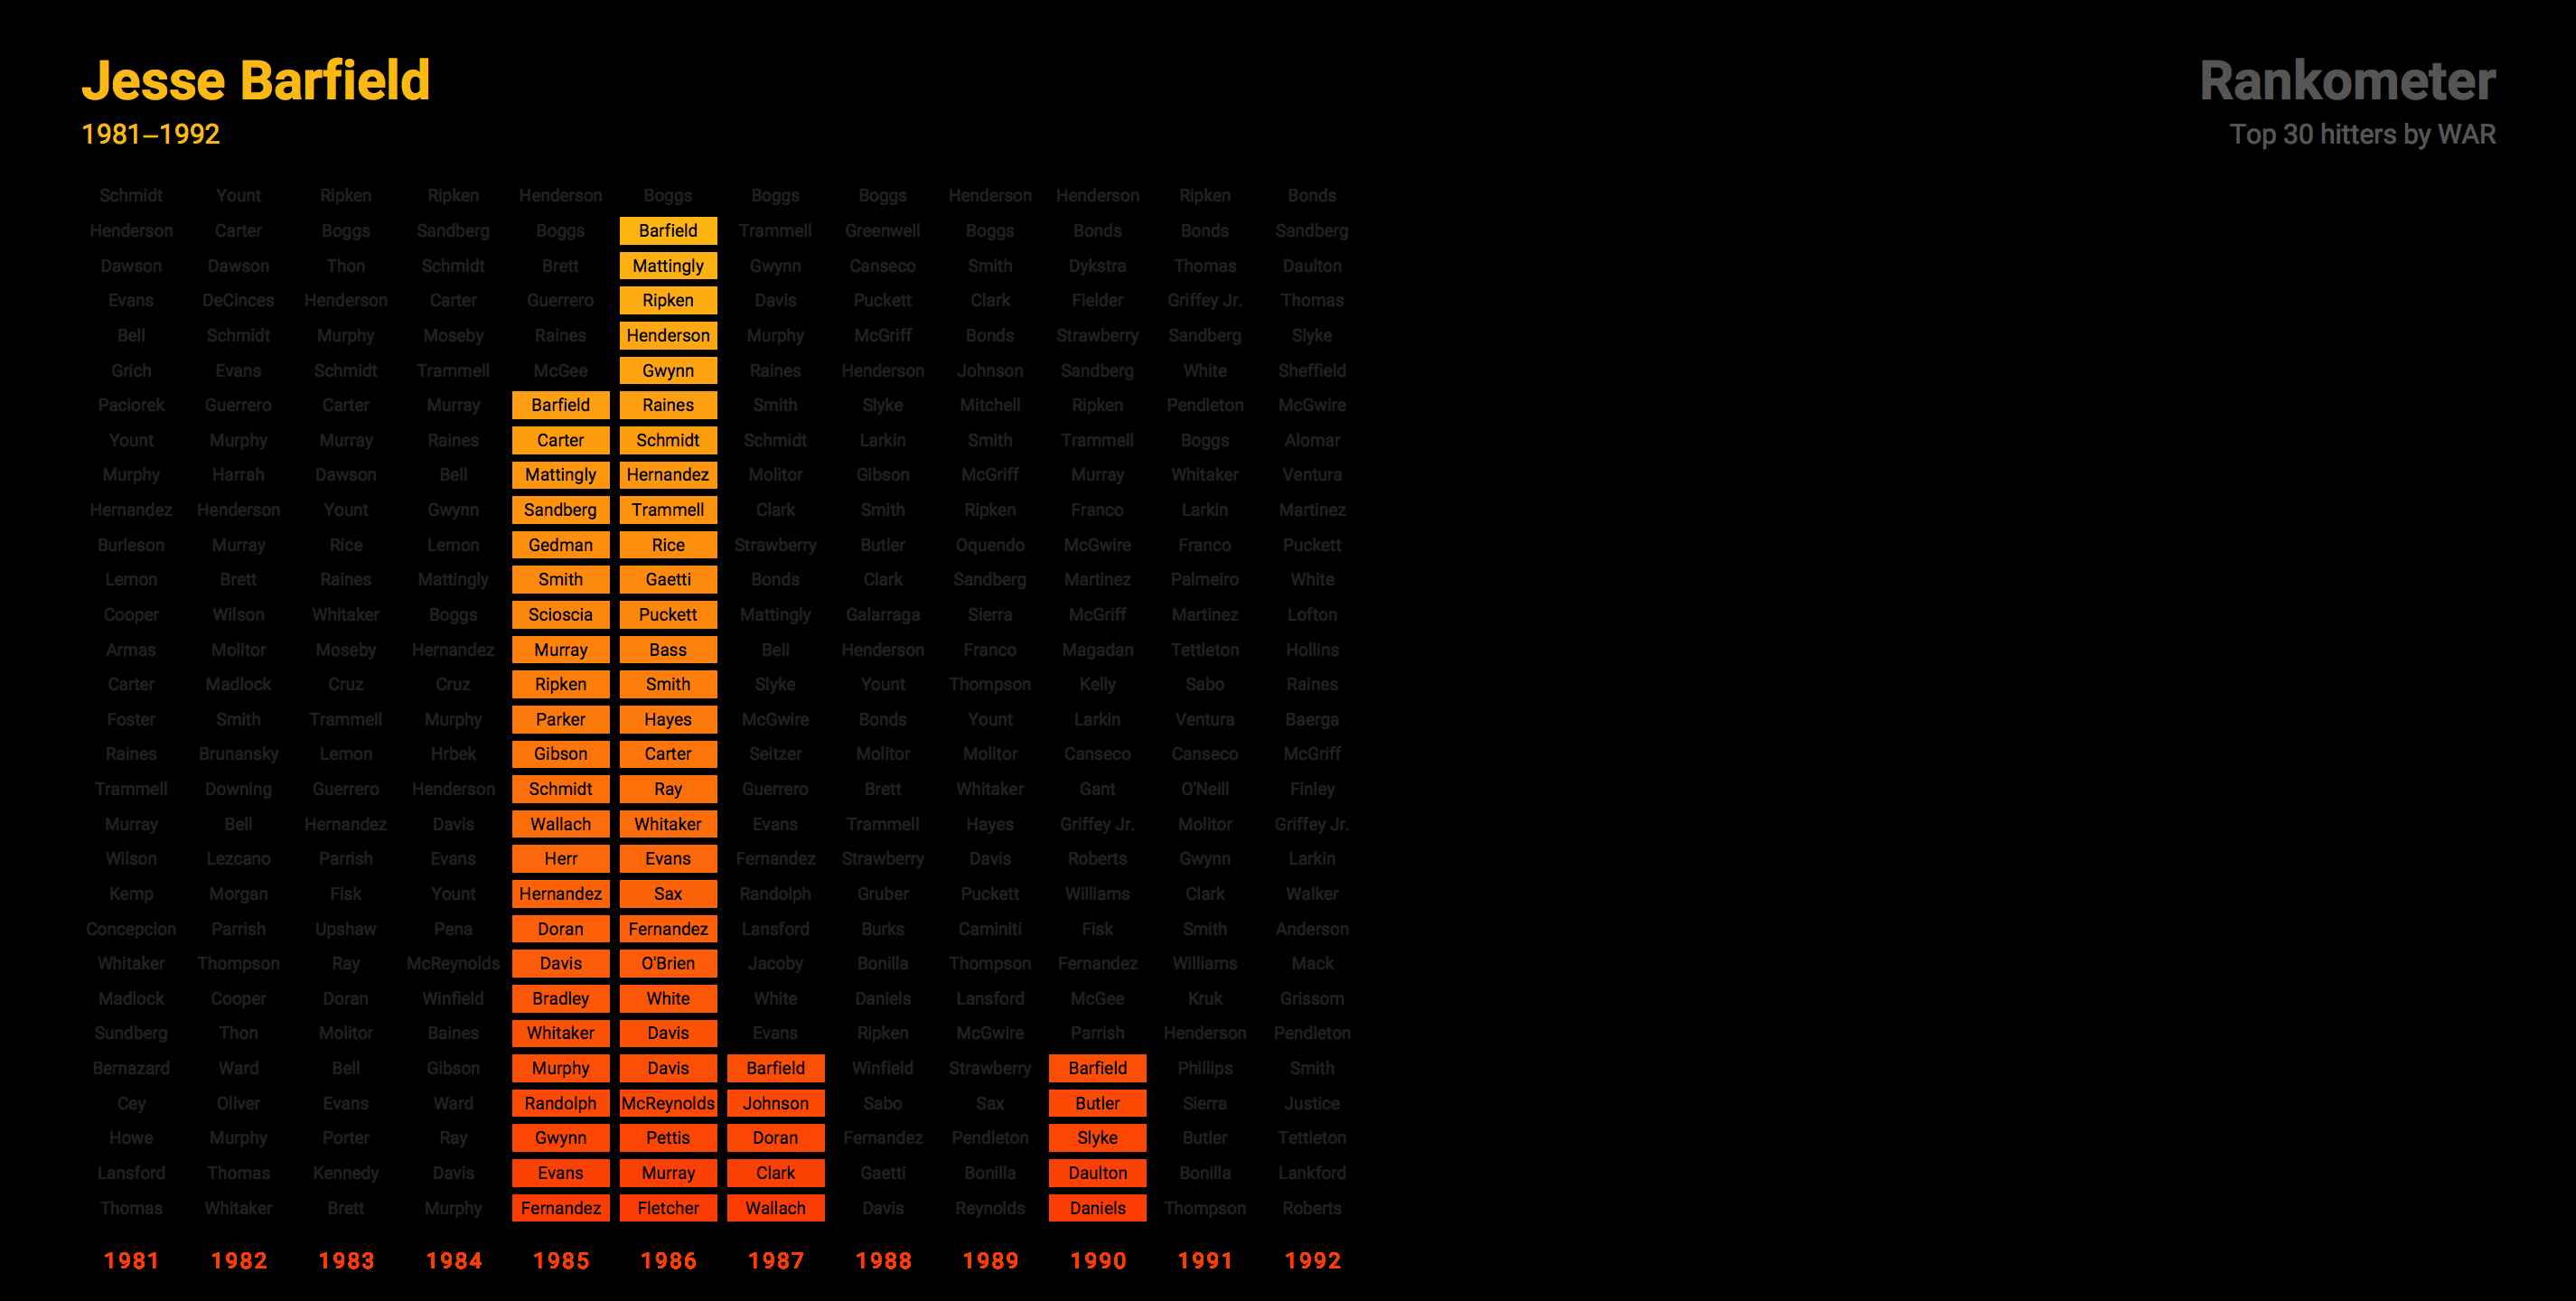 Jesse Barfield
1981–1992
Rankometer
Top 30 hitters by WAR
Schmidt Yount Ripken Ripken Henderson Boggs Boggs Boggs Henderson Henderson Ripken Bonds
Henderson Carter Boggs Sandberg Boggs Barfield Trammell Greenwell Boggs Bonds Bonds Sandberg
Dawson Dawson Thon Schmidt Brett Mattingly Gwynn Canseco Smith Dykstra Thomas Daulton
Evans DeCinces Henderson Carter Guerrero Ripken Davis Puckett Clark Fielder Griffey Jr. Thomas
Bell Schmidt Murphy Moseby Raines Henderson Murphy McGriff Bonds Strawberry Sandberg Slyke
Grich Evans Schmidt Trammell McGee Gwynn Raines Henderson Johnson Sandberg White Sheffield
Paciorek Guerrero Carter Murray Barfield Raines Smith Slyke Mitchell Ripken Pendleton McGwire
Yount Murphy Murray Raines Carter Schmidt Schmidt Larkin Smith Trammell Boggs Alomar
Murphy Harrah Dawson Bell Mattingly Hernandez Molitor Gibson McGriff Murray Whitaker Ventura
Hernandez Henderson Yount Gwynn Sandberg Trammell Clark Smith Ripken Franco Larkin Martinez
Burleson Murray Rice Lemon Gedman Rice Strawberry Butler Oquendo McGwire Franco Puckett
Lemon Brett Raines Mattingly Smith Gaetti Bonds Clark Sandberg Martinez Palmeiro White
Cooper Wilson Whitaker Boggs Scioscia Puckett Mattingly Galarraga Sierra McGriff Martinez Lofton
Armas Molitor Moseby Hernandez Murray Bass Bell Henderson Franco Magadan Tettleton Hollins
Carter Madlock Cruz Cruz Ripken Smith Slyke Yount Thompson Kelly Sabo Raines
Foster Smith Trammell Murphy Parker Hayes McGwire Bonds Yount Larkin Ventura Baerga
Raines Brunansky Lemon Hrbek Gibson Carter Seitzer Molitor Molitor Canseco Canseco McGriff
Trammell Downing Guerrero Henderson Schmidt Ray Guerrero Brett Whitaker Gant O'Neill Finley
Murray Bell Hernandez Davis Wallach Whitaker Evans Trammell Hayes Griffey Jr. Molitor Griffey Jr.
Wilson Lezcano Parrish Evans Herr Evans Fernandez Strawberry Davis Roberts Gwynn Larkin
Kemp Morgan Fisk Yount Hernandez Sax Randolph Gruber Puckett Williams Clark Walker
Concepcion Parrish Upshaw Pena Doran Fernandez Lansford Burks Caminiti Fisk Smith Anderson
Whitaker Thompson Ray McReynolds Davis O'Brien Jacoby Bonilla Thompson Fernandez Williams Mack
Madlock Cooper Doran Winfield Bradley White White Daniels Lansford McGee Kruk Grissom
Sundberg Thon Molitor Baines Whitaker Davis Evans Ripken McGwire Parrish Henderson Pendleton
Bernazard Ward Bell Gibson Murphy Davis Barfield Winfield Strawberry Barfield Phillips Smith
Cey Oliver Evans Ward Randolph McReynolds Johnson Sabo Sax Butler Sierra Justice
Howe Murphy Porter Ray Gwynn Pettis Doran Fernandez Pendleton Slyke Butler Tettleton
Lansford Thomas Kennedy Davis Evans Murray Clark Gaetti Bonilla Daulton Bonilla Lankford
Thomas Whitaker Brett Murphy Fernandez Fletcher Wallach Davis Reynolds Daniels Thompson Roberts
1981 1982 1983 1984 1985 1986 1987 1988 1989 1990 1991 1992